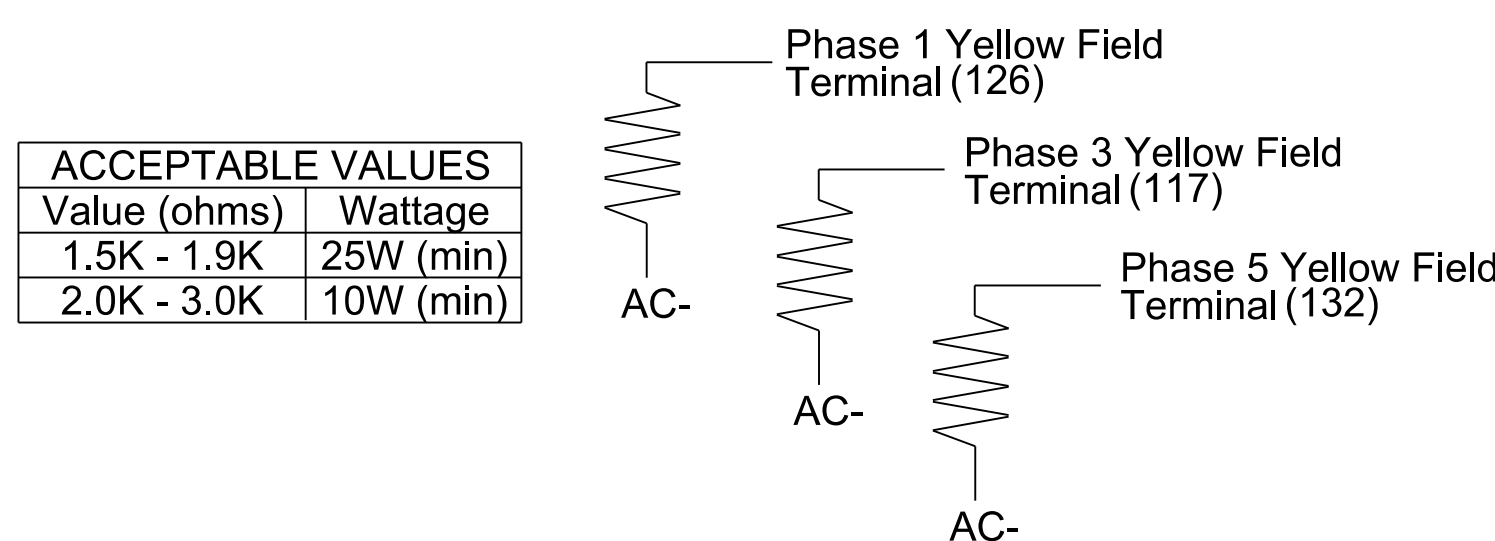 ACCEPTABLE VALUES
Value (ohms) Wattage
1.5K - 1.9K 25W (min)
2.0K - 3.0K 10W (min)
Phase 1 Yellow Field
Terminal (126)
AC-
Phase 3 Yellow Field
Terminal (117)
AC-
Phase 5 Yellow Field
Terminal (132)
AC-